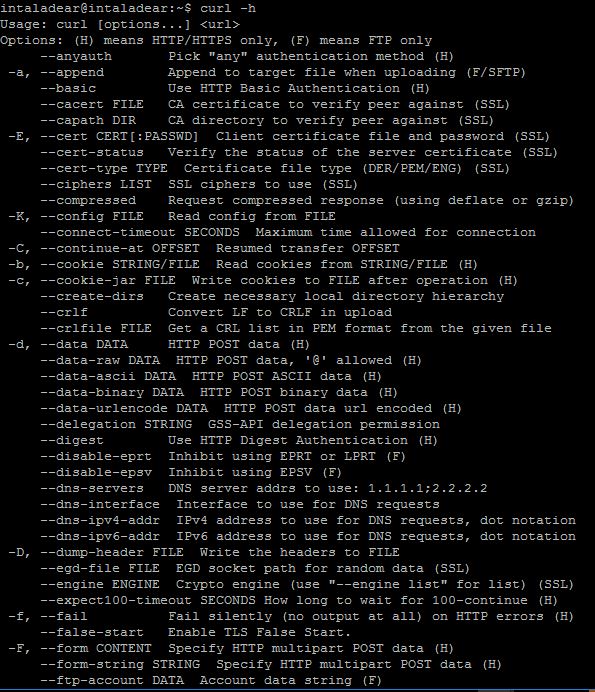 intaladear@intaladear:~$ curl -h
Usage: curl [options...] <url>
Options: (H) means HTTP/HTTPS only, (F) means FTP only
     --anyauth       Pick "any" authentication method (H)
 -a, --append        Append to target file when uploading (F/SFTP)
     --basic         Use HTTP Basic Authentication (H)
     --cacert FILE   CA certificate to verify peer against (SSL)
     --capath DIR    CA directory to verify peer against (SSL)
 -E, --cert CERT[:PASSWD]  Client certificate file and password (SSL)
     --cert-status   Verify the status of the server certificate (SSL)
     --cert-type TYPE  Certificate file type (DER/PEM/ENG) (SSL)
     --ciphers LIST  SSL ciphers to use (SSL)
     --compressed    Request compressed response (using deflate or gzip)
 -K, --config FILE   Read config from FILE
     --connect-timeout SECONDS  Maximum time allowed for connection
 -C, --continue-at OFFSET  Resumed transfer OFFSET
 -b, --cookie STRING/FILE  Read cookies from STRING/FILE (H)
 -c, --cookie-jar FILE  Write cookies to FILE after operation (H)
     --create-dirs   Create necessary local directory hierarchy
     --crlf          Convert LF to CRLF in upload
     --crlfile FILE  Get a CRL list in PEM format from the given file
 -d, --data DATA     HTTP POST data (H)
     --data-raw DATA  HTTP POST data, '@' allowed (H)
     --data-ascii DATA  HTTP POST ASCII data (H)
     --data-binary DATA  HTTP POST binary data (H)
     --data-urlencode DATA  HTTP POST data url encoded (H)
     --delegation STRING  GSS-API delegation permission
     --digest        Use HTTP Digest Authentication (H)
     --disable-eprt  Inhibit using EPRT or LPRT (F)
     --disable-epsv  Inhibit using EPSV (F)
     --dns-servers   DNS server addrs to use: 1.1.1.1;2.2.2.2
     --dns-interface  Interface to use for DNS requests
     --dns-ipv4-addr  IPv4 address to use for DNS requests, dot notation
     --dns-ipv6-addr  IPv6 address to use for DNS requests, dot notation
 -D, --dump-header FILE  Write the headers to FILE
     --egd-file FILE  EGD socket path for random data (SSL)
     --engine ENGINE  Crypto engine (use "--engine list" for list) (SSL)
     --expect100-timeout SECONDS How long to wait for 100-continue (H)
 -f, --fail          Fail silently (no output at all) on HTTP errors (H)
     --false-start   Enable TLS False Start.
 -F, --form CONTENT  Specify HTTP multipart POST data (H)
     --form-string STRING  Specify HTTP multipart POST data (H)
     --ftp-account DATA  Account data string (F)